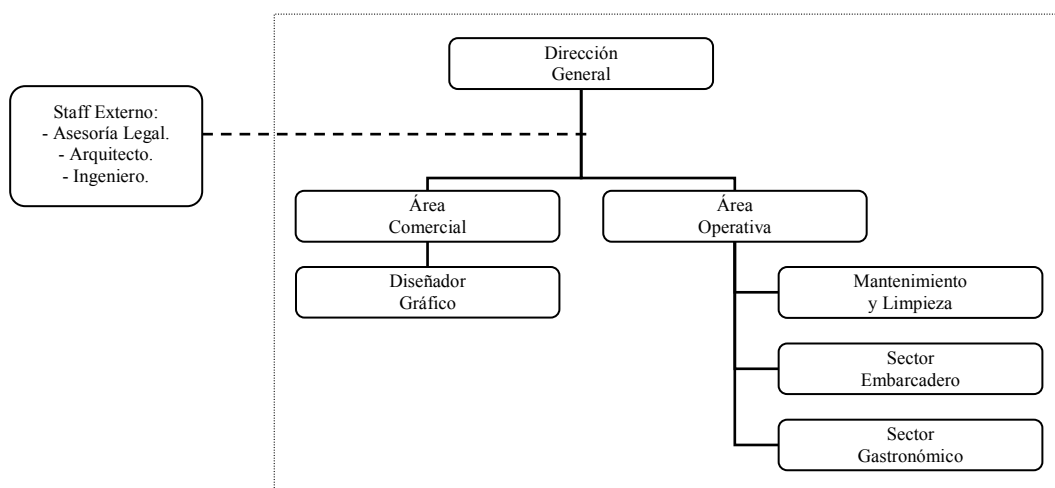 Dirección
General
Staff Externo:
- Asesoría Legal.
- Arquitecto.
- Ingeniero.
Área
Comercial
Área
Operativa
Diseñador
Gráfico
Mantenimiento
y Limpieza
Sector
Embarcadero
Sector
Gastronómico